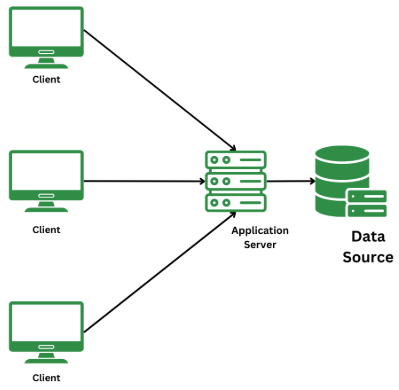 Client
Client
Application
Server
Data
Source
Client